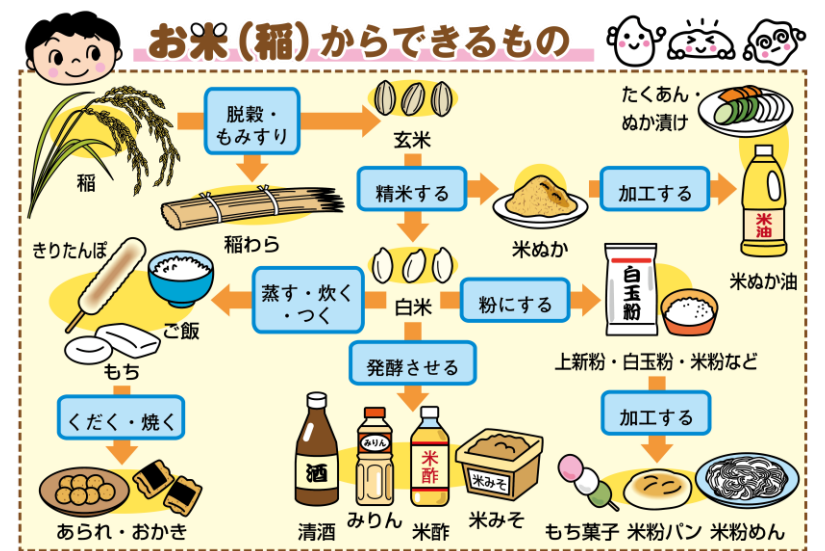 お米(稲)からできるもの
稲
脱穀・
もみすり
玄米
たくあん・
ぬか漬け
稲わら
精米する
米ぬか
加工する
米油
米ぬか油
きりたんぽ
ご飯
もち
蒸す・炊く
・つく
白米
粉にする
白玉粉
上新粉・白玉粉・米粉など
発酵させる
くだく・焼く
加工する
あられ・おかき
酒
清酒
みりん
みりん
米酢
米酢
米みそ
米みそ
もち菓子
米粉パン
米粉めん